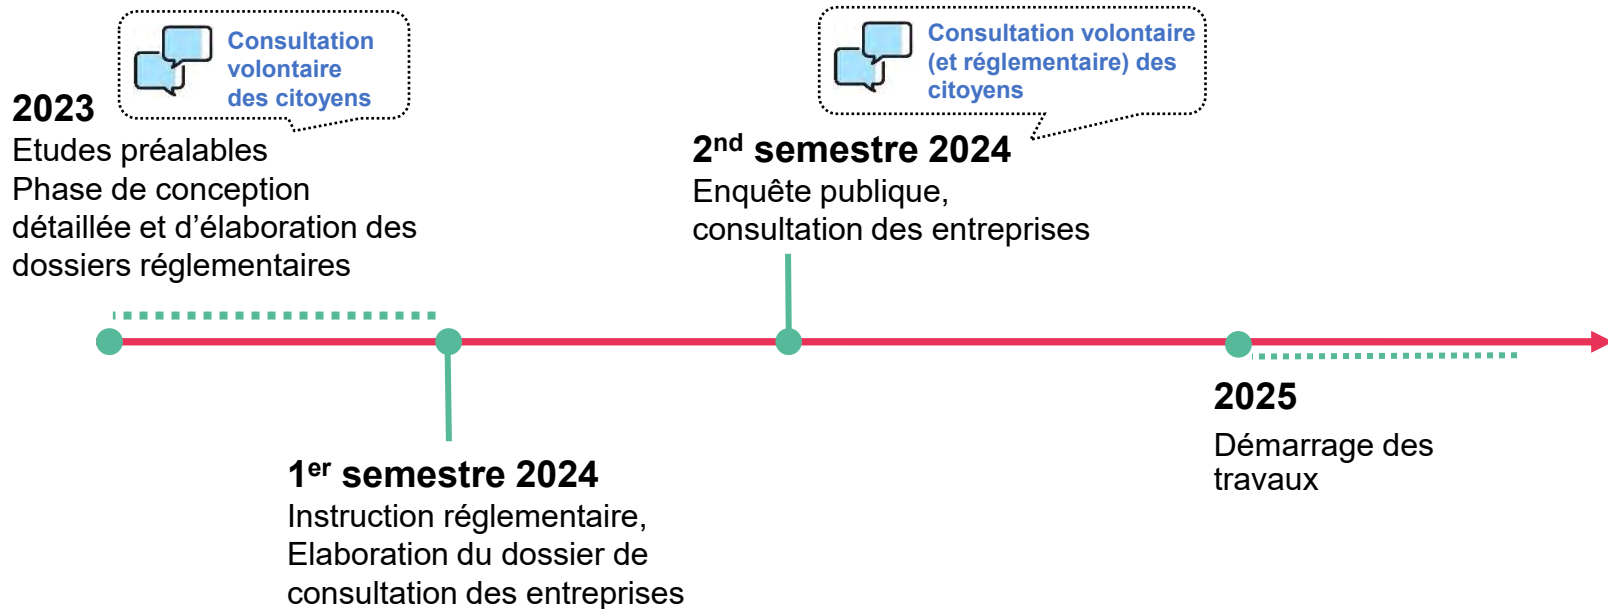 Consultation
volontaire
des citoyens
2023
Etudes préalables
Phase de conception
détaillée et d’élaboration des
dossiers réglementaires
1er semestre 2024
Instruction réglementaire,
Elaboration du dossier de
consultation des entreprises
Consultation volontaire
(et réglementaire) des
citoyens
2nd semestre 2024
Enquête publique,
consultation des entreprises
2025
Démarrage des
travaux